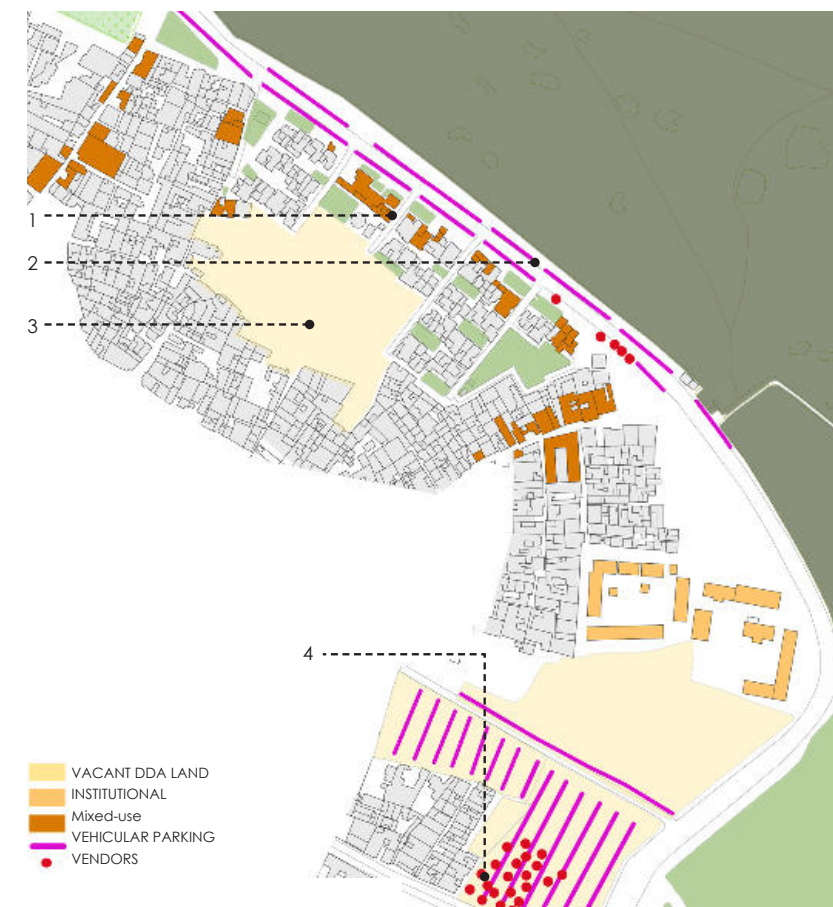 1
2
3
4
VACANT DDA LAND
INSTITUTIONAL
Mixed-use
VEHICULAR PARKING
VENDORS